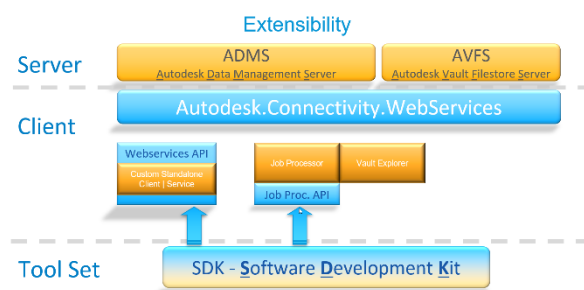 Extensibility
Server
ADMS
Autodesk Data Management Server
AVFS
Autodesk Vault Filestore Server
Client
Autodesk.Connectivity.WebServices
Webservices API
Custom Standalone
Client | Service
Job Processor
Vault Explorer
Job Proc. API
Tool Set
SDK - Software Development Kit